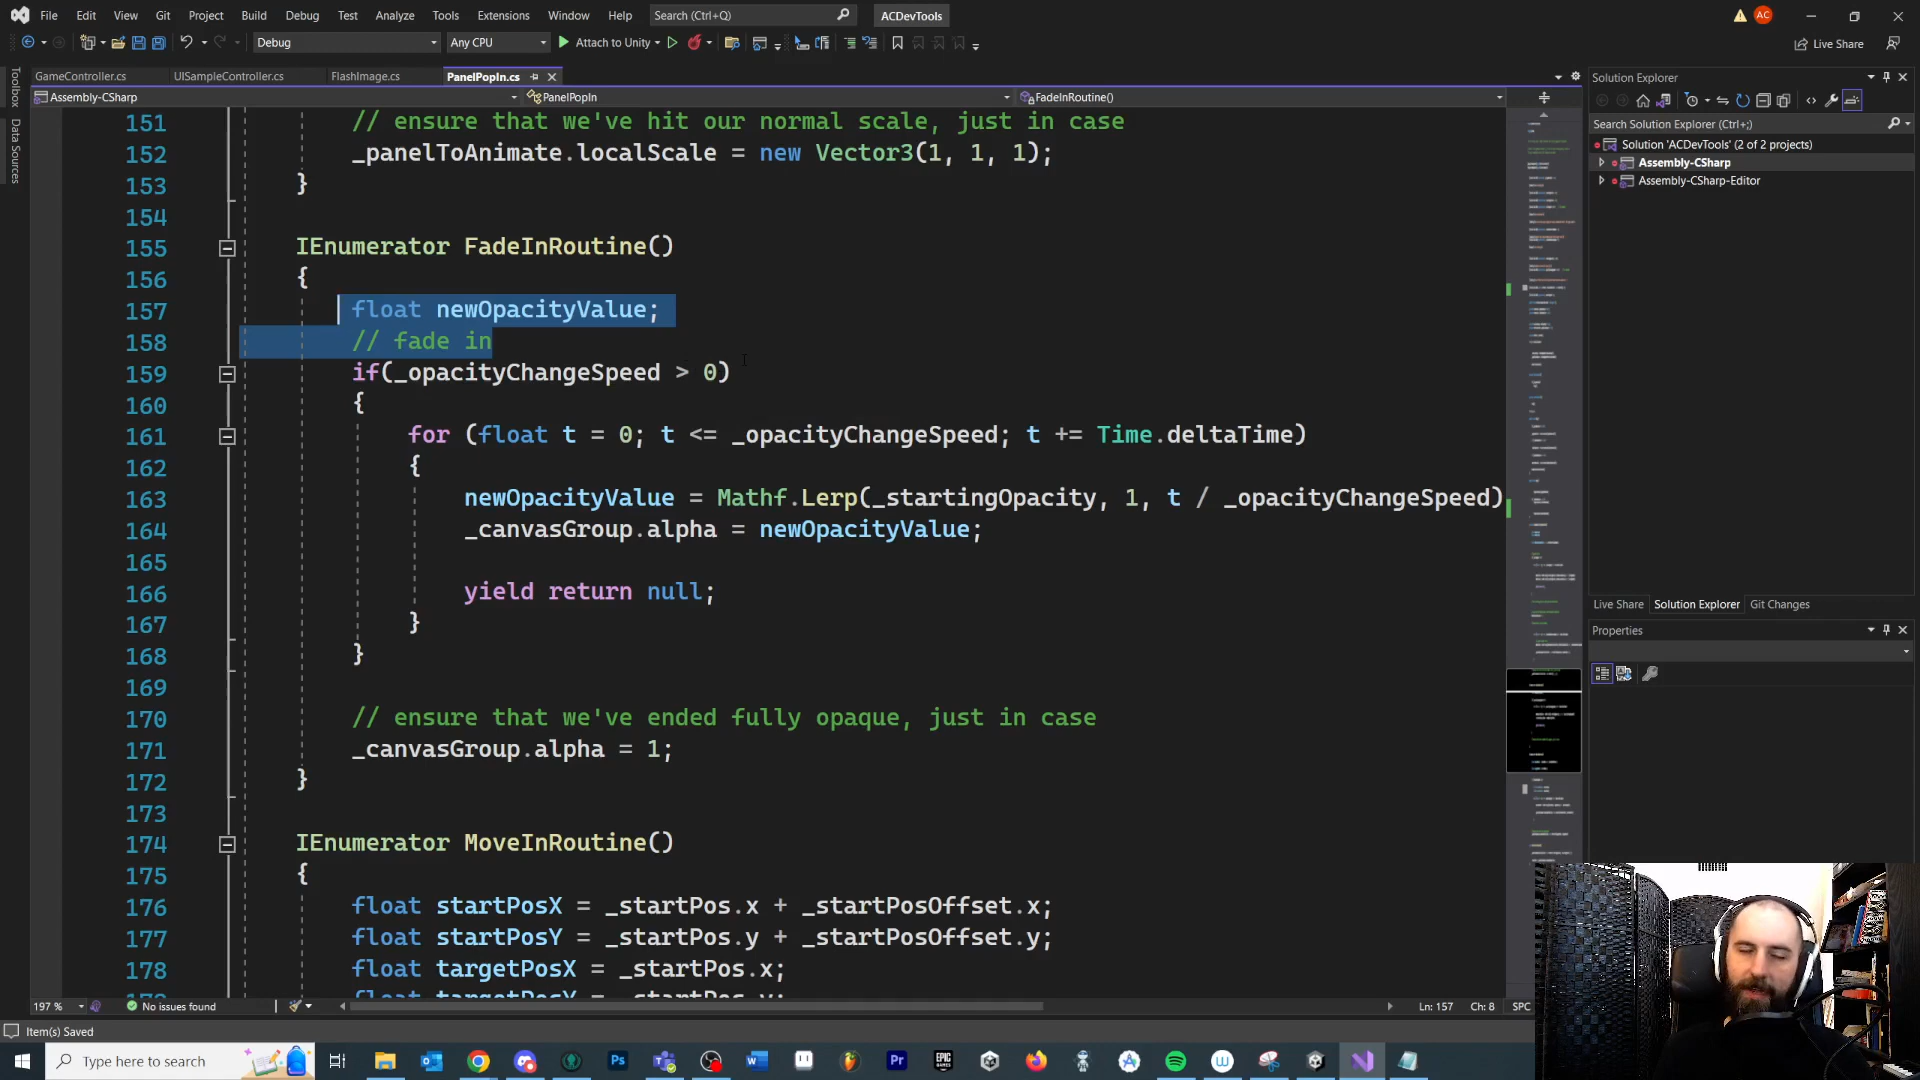 File Edit View Git Project Build Debug Test Analyze Tools Extensions Window Help Search (Ctrl+Q) ACDevTools AC
Debug Any CPU Attach to Unity Live Share
GameController.cs UISampleController.cs FlashImage.cs PanelPopIn.cs
Assembly-CSharp PanelPopIn FadeInRoutine()
Toolbox
Data Sources
151 // ensure that we've hit our normal scale, just in case
152 _panelToAnimate.localScale = new Vector3(1, 1, 1);
153 }
154
155 IEnumerator FadeInRoutine()
156 {
157 float newOpacityValue;
158 // fade in
159 if(_opacityChangeSpeed > 0)
160 {
161 for (float t = 0; t <= _opacityChangeSpeed; t += Time.deltaTime)
162 {
163 newOpacityValue = Mathf.Lerp(_startingOpacity, 1, t / _opacityChangeSpeed)
164 _canvasGroup.alpha = newOpacityValue;
165
166 yield return null;
167 }
168 }
169
170 // ensure that we've ended fully opaque, just in case
171 _canvasGroup.alpha = 1;
172 }
173
174 IEnumerator MoveInRoutine()
175 {
176 float startPosX = _startPos.x + _startPosOffset.x;
177 float startPosY = _startPos.y + _startPosOffset.y;
178 float targetPosX = _startPos.x;
Solution Explorer
Search Solution Explorer (Ctrl+;)
Solution 'ACDevTools' (2 of 2 projects)
Assembly-CSharp
Assembly-CSharp-Editor
Live Share Solution Explorer Git Changes
Properties
197 % No issues found Ln: 157 Ch: 8 SPC
Item(s) Saved
Type here to search